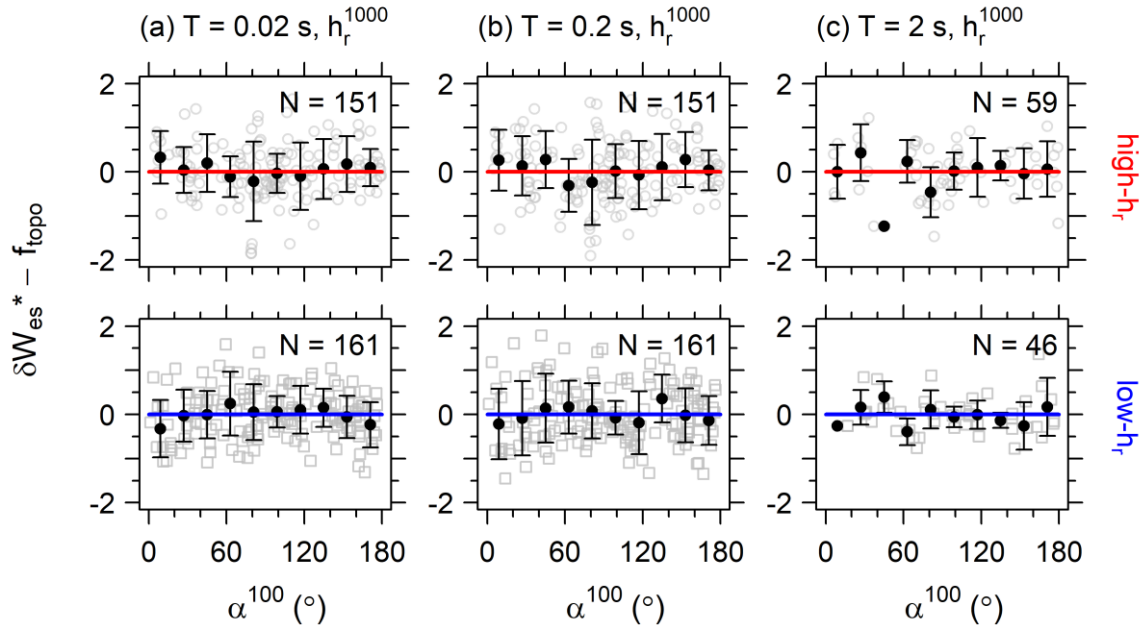 (a) T = 0.02 s, hᵣ¹⁰⁰⁰
(b) T = 0.2 s, hᵣ¹⁰⁰⁰
(c) T = 2 s, hᵣ¹⁰⁰⁰
2
0
-2
N = 151
2
0
-2
N = 151
2
0
-2
N = 59
high-hᵣ
δW_es* − f_topo
2
0
-2
N = 161
2
0
-2
N = 161
2
0
-2
N = 46
low-hᵣ
0 60 120 180
0 60 120 180
0 60 120 180
α¹⁰⁰ (°)
α¹⁰⁰ (°)
α¹⁰⁰ (°)